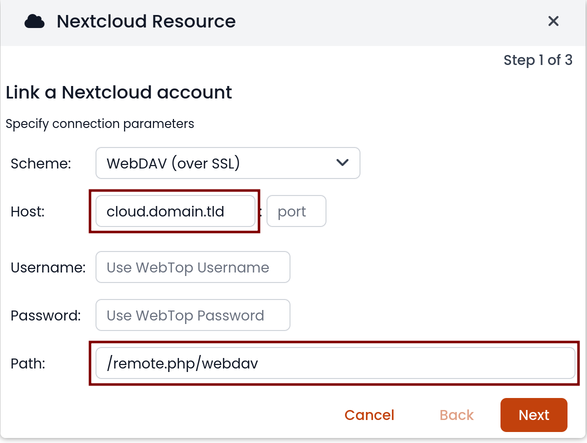 Nextcloud Resource
Step 1 of 3
Link a Nextcloud account
Specify connection parameters
Scheme: WebDAV (over SSL)
Host: cloud.domain.tld : port
Username: Use WebTop Username
Password: Use WebTop Password
Path: /remote.php/webdav
Cancel Back Next